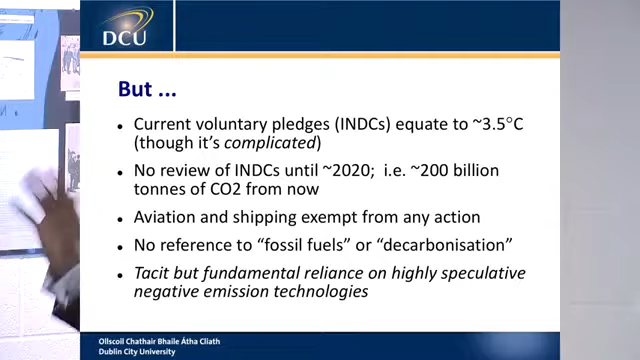 DCU
But ...
Current voluntary pledges (INDCs) equate to ~3.5°C
(though it's complicated)
No review of INDCs until ~2020; i.e. ~200 billion
tonnes of CO2 from now
Aviation and shipping exempt from any action
No reference to “fossil fuels” or “decarbonisation”
Tacit but fundamental reliance on highly speculative
negative emission technologies
Ollscoil Chathair Bhaile Átha Cliath
Dublin City University